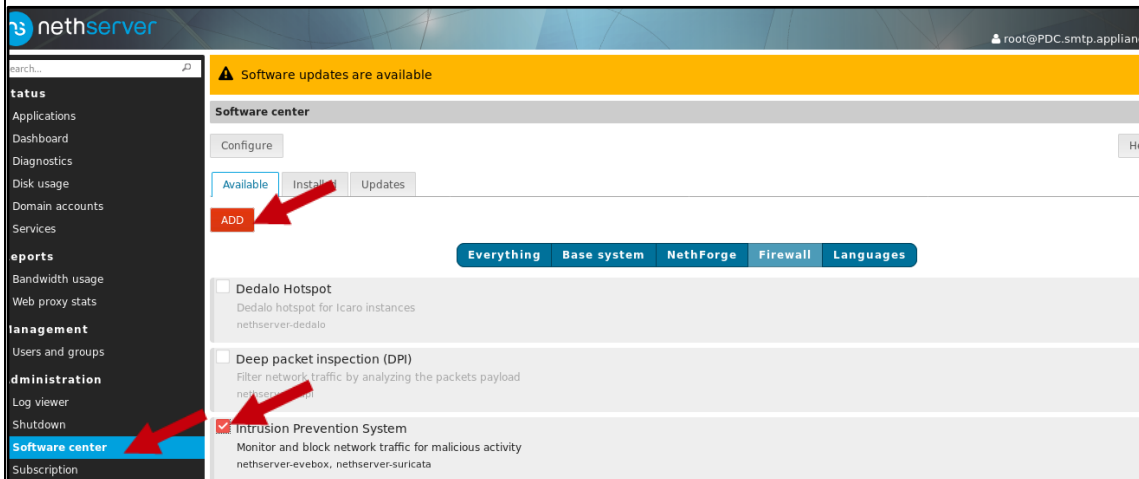 nethserver
root@PDC.smtp.applian
earch...
Software updates are available
tatus
Applications
Dashboard
Diagnostics
Disk usage
Domain accounts
Services
eports
Bandwidth usage
Web proxy stats
Management
Users and groups
dministration
Log viewer
Shutdown
Software center
Subscription
Software center
Configure
He
Available Installed Updates
ADD
Everything Base system NethForge Firewall Languages
Dedalo Hotspot
Dedalo hotspot for Icaro instances
nethserver-dedalo
Deep packet inspection (DPI)
Filter network traffic by analyzing the packets payload
Intrusion Prevention System
Monitor and block network traffic for malicious activity
nethserver-evebox, nethserver-suricata